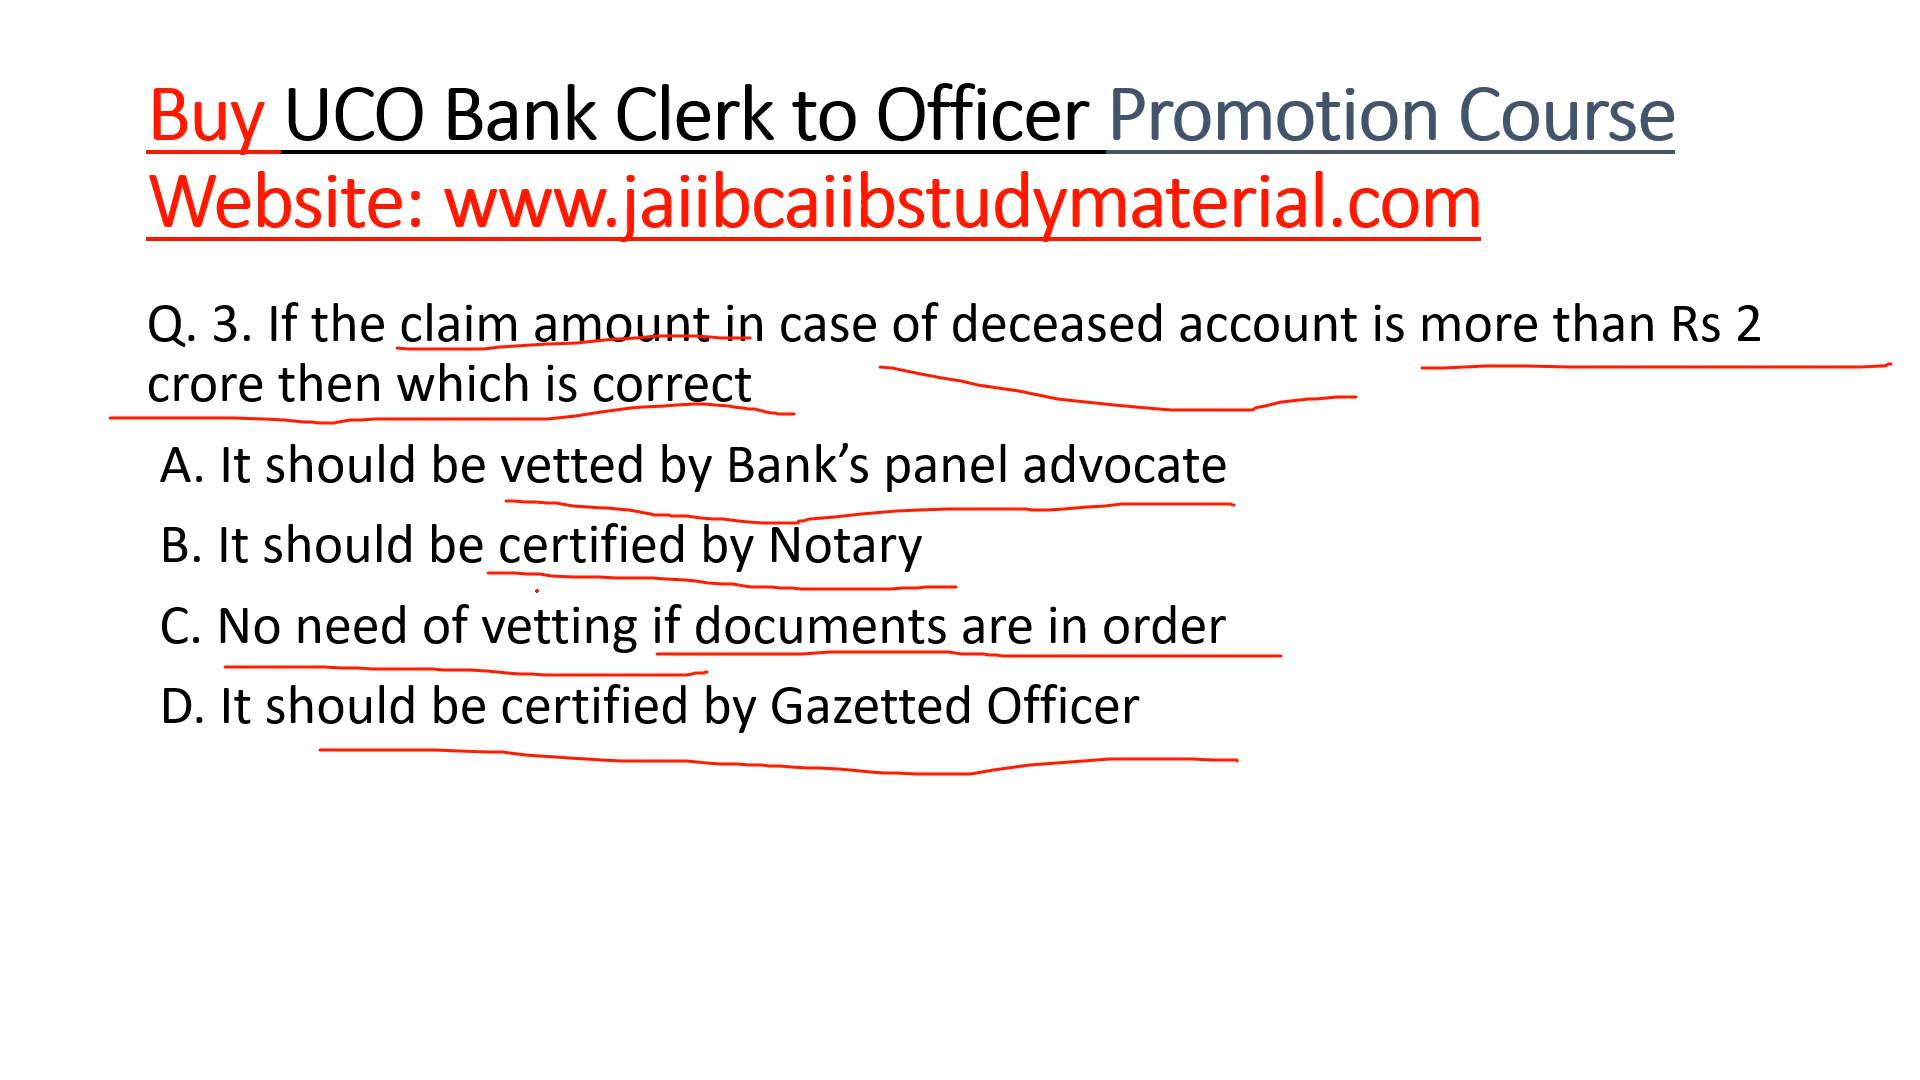 Buy UCO Bank Clerk to Officer Promotion Course
Website: www.jaiibcaiibstudymaterial.com
Q. 3. If the claim amount in case of deceased account is more than Rs 2
crore then which is correct
A. It should be vetted by Bank’s panel advocate
B. It should be certified by Notary
C. No need of vetting if documents are in order
D. It should be certified by Gazetted Officer